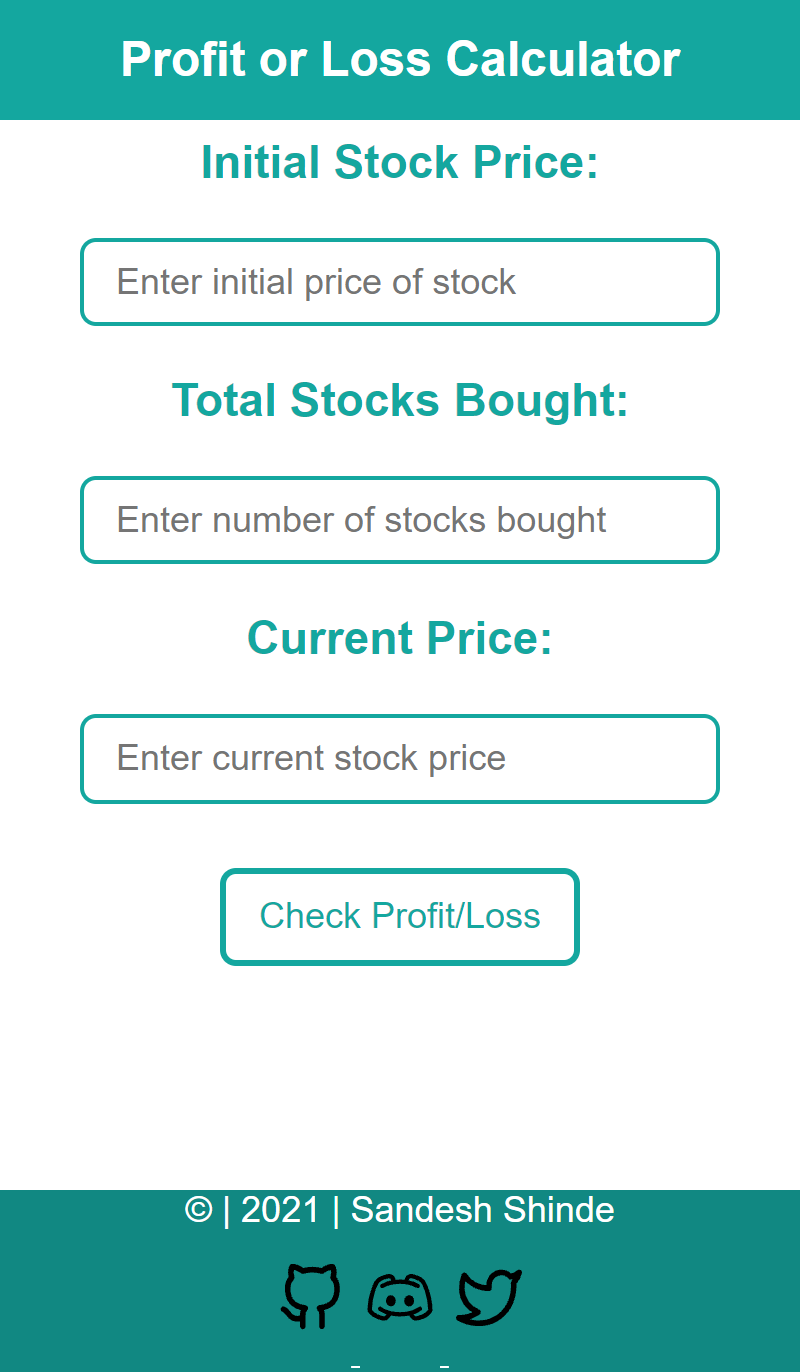 Profit or Loss Calculator
Initial Stock Price:
Enter initial price of stock
Total Stocks Bought:
Enter number of stocks bought
Current Price:
Enter current stock price
Check Profit/Loss
© | 2021 | Sandesh Shinde